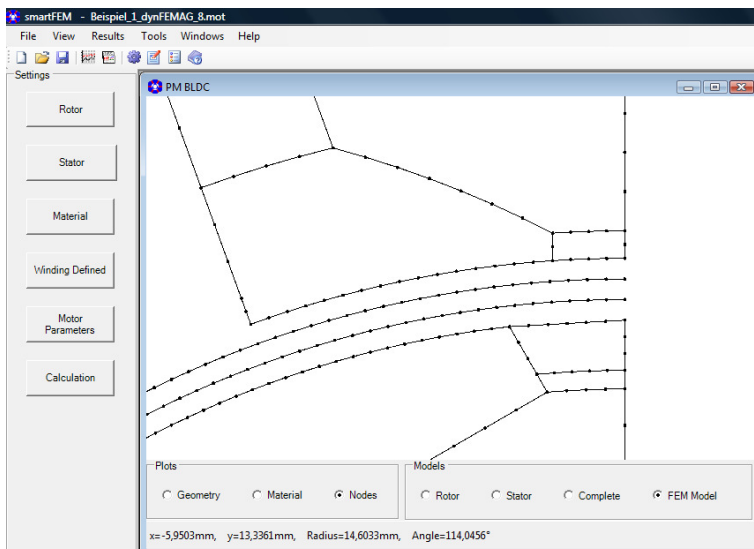 smartFEM - Beispiel_1_dynFEMAG_8.mot
File View Results Tools Windows Help
Settings
Rotor
Stator
Material
Winding Defined
Motor
Parameters
Calculation
PM BLDC
Plots
Geometry Material Nodes
Models
Rotor Stator Complete FEM Model
x=-5,9503mm, y=13,3361mm, Radius=14,6033mm, Angle=114,0456°